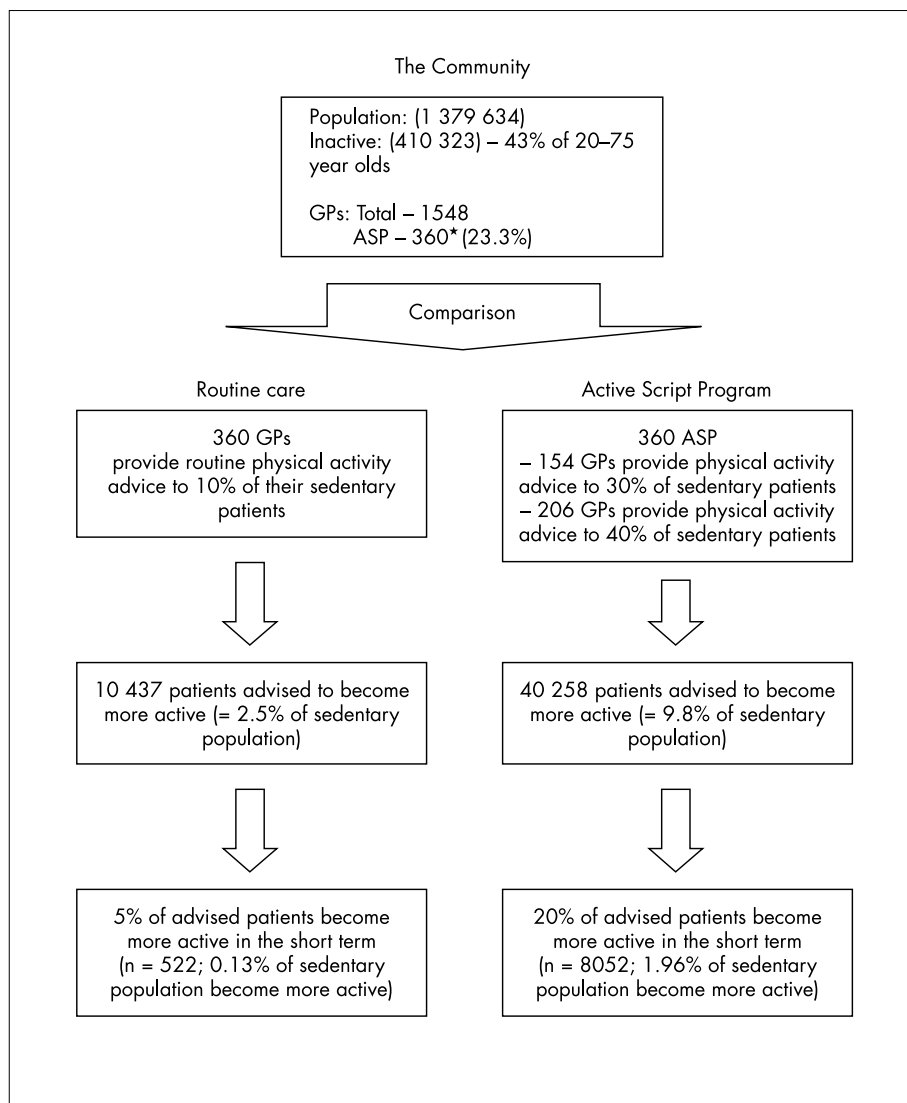 The Community
Population: (1 379 634)
Inactive: (410 323) – 43% of 20–75
year olds
GPs: Total – 1548
ASP – 360★ (23.3%)
Comparison
Routine care
360 GPs
provide routine physical activity
advice to 10% of their sedentary
patients
10 437 patients advised to become
more active (= 2.5% of sedentary
population)
5% of advised patients become
more active in the short term
(n = 522; 0.13% of sedentary
population become more active)
Active Script Program
360 ASP
– 154 GPs provide physical activity
advice to 30% of sedentary patients
– 206 GPs provide physical activity
advice to 40% of sedentary patients
40 258 patients advised to become
more active (= 9.8% of sedentary
population)
20% of advised patients become
more active in the short term
(n = 8052; 1.96% of sedentary
population become more active)